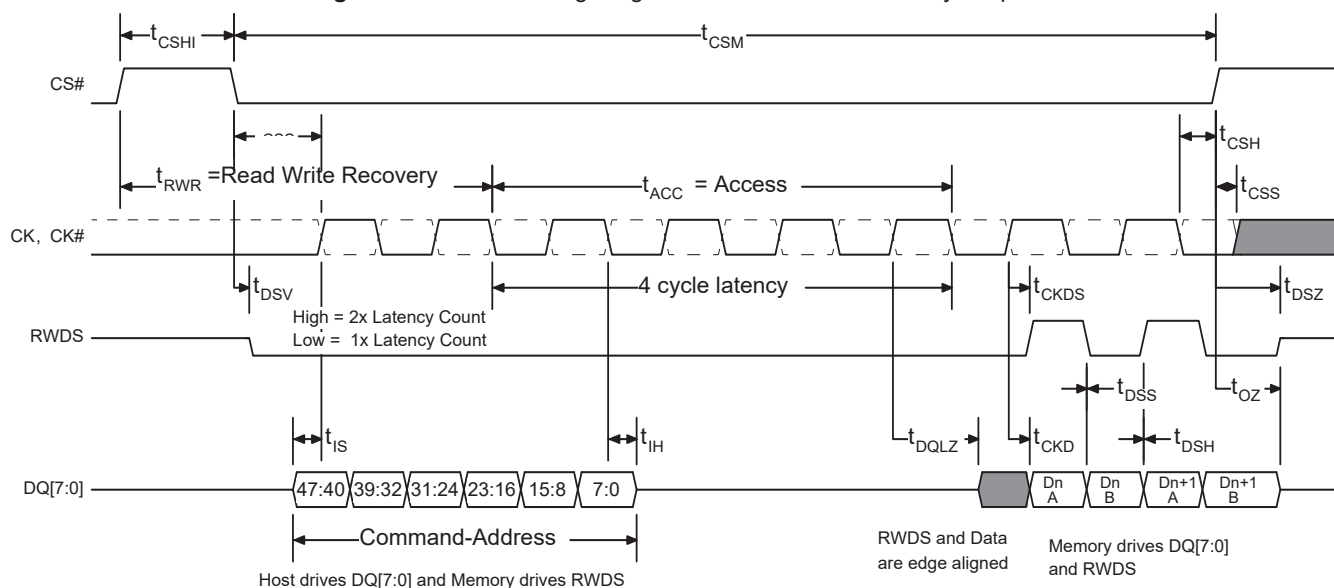 tCSHI
tCSM
CS#
tCSH
tRWR =Read Write Recovery
tACC = Access
tCSS
CK, CK#
tDSV
4 cycle latency
tCKDS
tDSZ
High = 2x Latency Count
Low = 1x Latency Count
RWDS
tDSS
tOZ
tIS
tIH
tDQLZ
tCKD
tDSH
DQ[7:0]
47:40 39:32 31:24 23:16 15:8 7:0
Dn A
Dn B
Dn+1 A
Dn+1 B
Command-Address
RWDS and Data
are edge aligned
Memory drives DQ[7:0]
and RWDS
Host drives DQ[7:0] and Memory drives RWDS